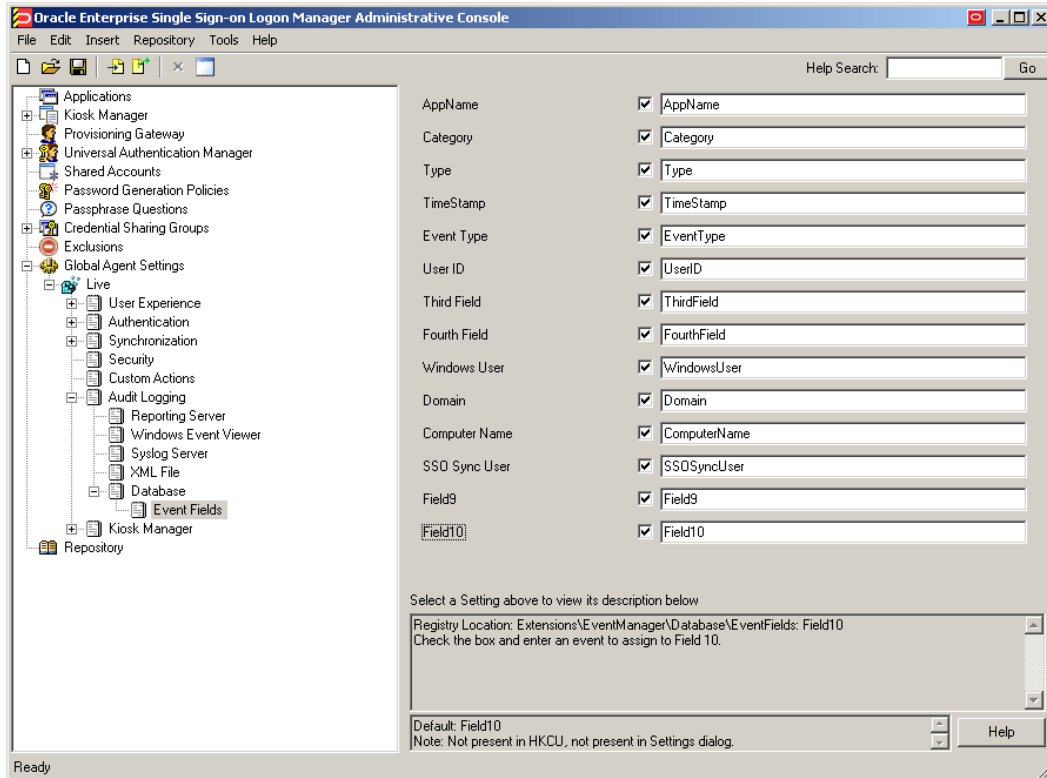 Oracle Enterprise Single Sign-on Logon Manager Administrative Console
File Edit Insert Repository Tools Help
Help Search: Go
Applications
Kiosk Manager
Provisioning Gateway
Universal Authentication Manager
Shared Accounts
Password Generation Policies
Passphrase Questions
Credential Sharing Groups
Exclusions
Global Agent Settings
Live
User Experience
Authentication
Synchronization
Security
Custom Actions
Audit Logging
Reporting Server
Windows Event Viewer
Syslog Server
XML File
Database
Event Fields
Kiosk Manager
Repository
AppName AppName
Category Category
Type Type
TimeStamp TimeStamp
Event Type EventType
User ID UserID
Third Field ThirdField
Fourth Field FourthField
Windows User WindowsUser
Domain Domain
Computer Name ComputerName
SSO Sync User SSOSyncUser
Field9 Field9
Field10 Field10
Select a Setting above to view its description below
Registry Location: Extensions\EventManager\Database\EventFields: Field10
Check the box and enter an event to assign to Field 10.
Default: Field10
Note: Not present in HKCU, not present in Settings dialog.
Help
Ready